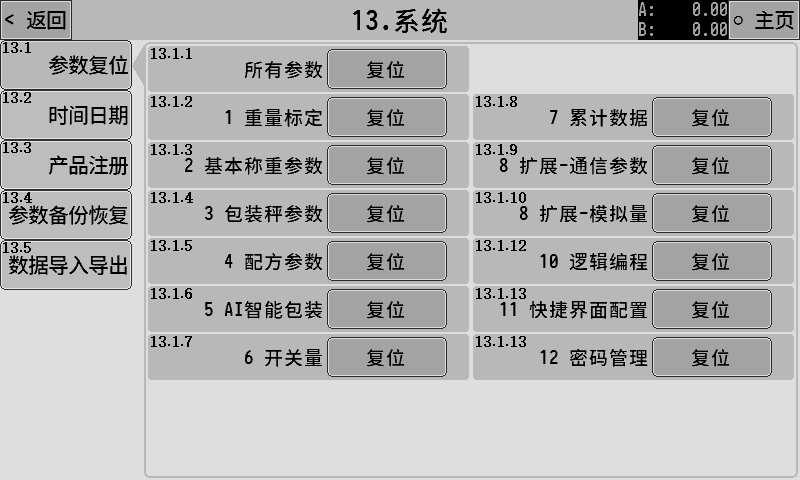 < 返回
13.系统
A: 0.00
B: 0.00
○ 主页
13.1
参数复位
13.2
时间日期
13.3
产品注册
13.4
参数备份恢复
13.5
数据导入导出
13.1.1
所有参数 复位
13.1.2
1 重量标定 复位
13.1.3
2 基本称重参数 复位
13.1.4
3 包装秤参数 复位
13.1.5
4 配方参数 复位
13.1.6
5 AI智能包装 复位
13.1.7
6 开关量 复位
13.1.8
7 累计数据 复位
13.1.9
8 扩展-通信参数 复位
13.1.10
8 扩展-模拟量 复位
13.1.12
10 逻辑编程 复位
13.1.13
11 快捷界面配置 复位
13.1.13
12 密码管理 复位